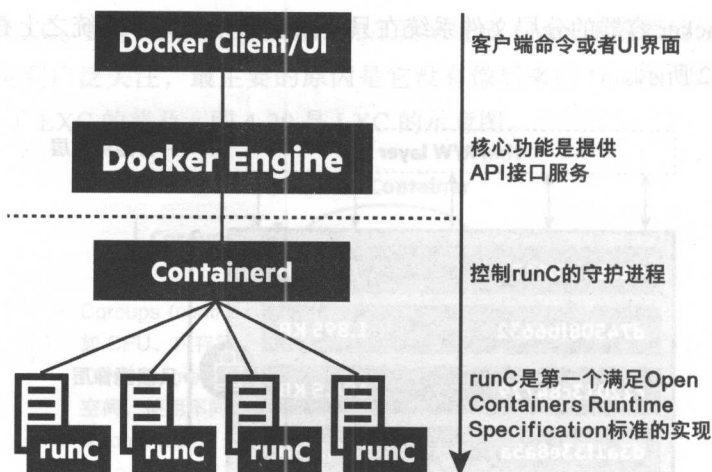 Docker Client/UI
客户端命令或者UI界面
Docker Engine
核心功能是提供
API接口服务
Containerd
控制runC的守护进程
runC
runC
runC
runC
runC是第一个满足Open
Containers Runtime
Specification标准的实现